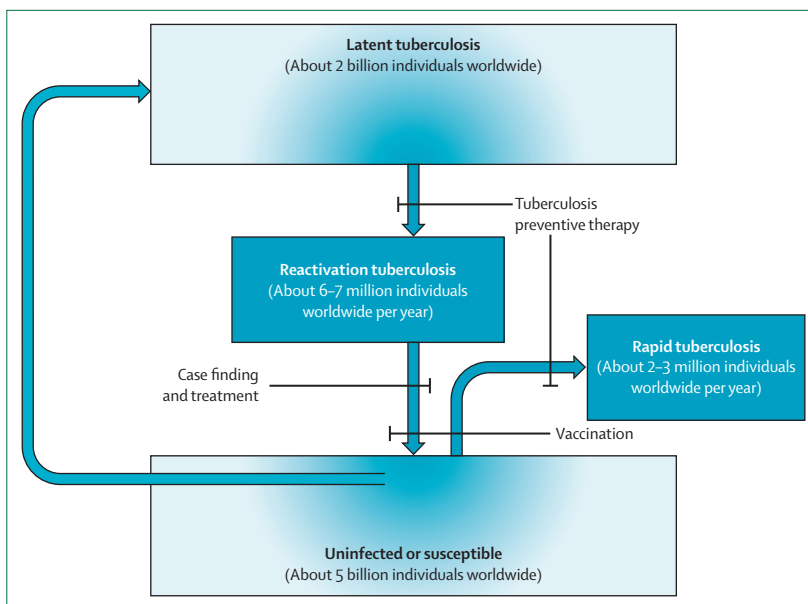 Latent tuberculosis
(About 2 billion individuals worldwide)
Tuberculosis
preventive therapy
Reactivation tuberculosis
(About 6–7 million individuals
worldwide per year)
Rapid tuberculosis
(About 2–3 million individuals
worldwide per year)
Case finding
and treatment
Vaccination
Uninfected or susceptible
(About 5 billion individuals worldwide)